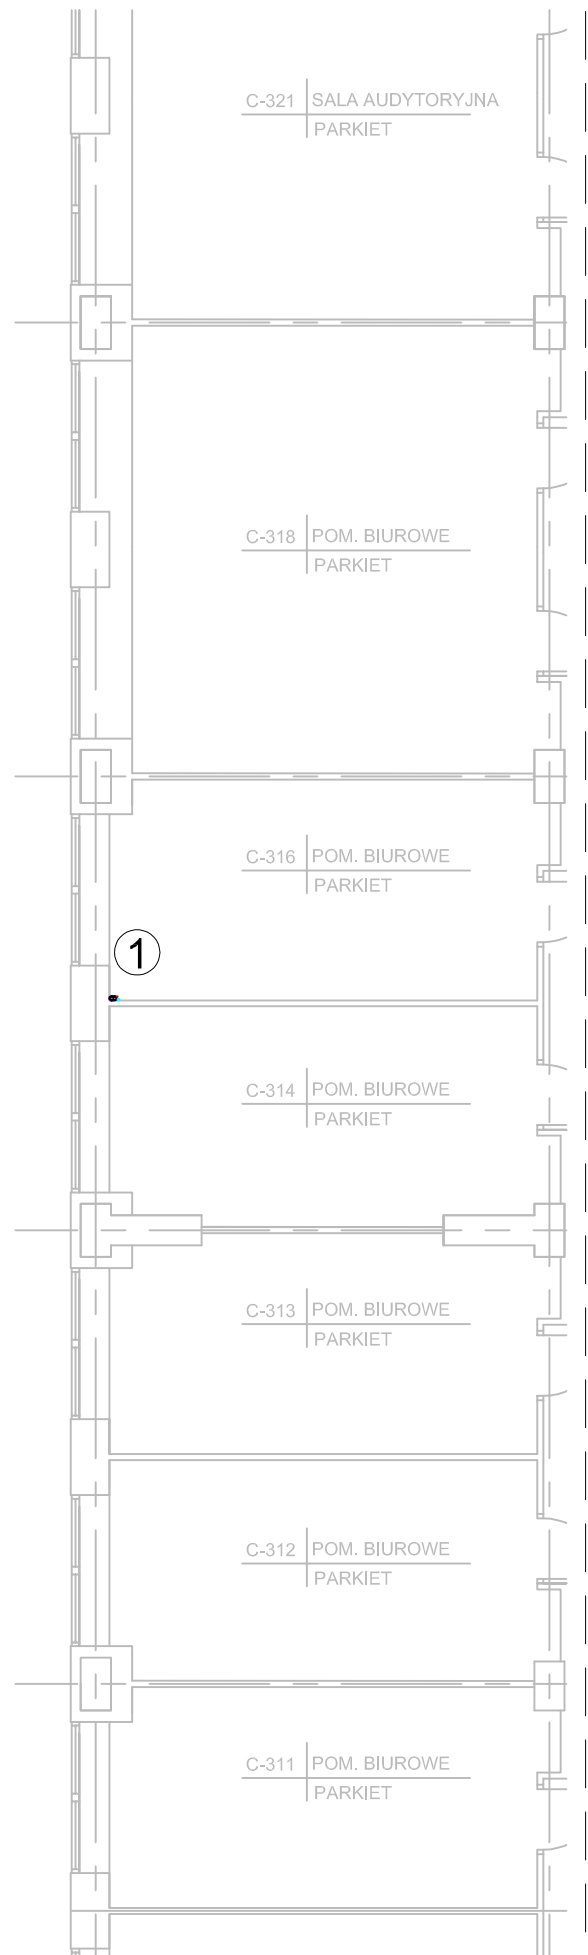 C-321 SALA AUDYTORYJNA
PARKIET
C-318 POM. BIUROWE
PARKIET
C-316 POM. BIUROWE
PARKIET
1
C-314 POM. BIUROWE
PARKIET
C-313 POM. BIUROWE
PARKIET
C-312 POM. BIUROWE
PARKIET
C-311 POM. BIUROWE
PARKIET